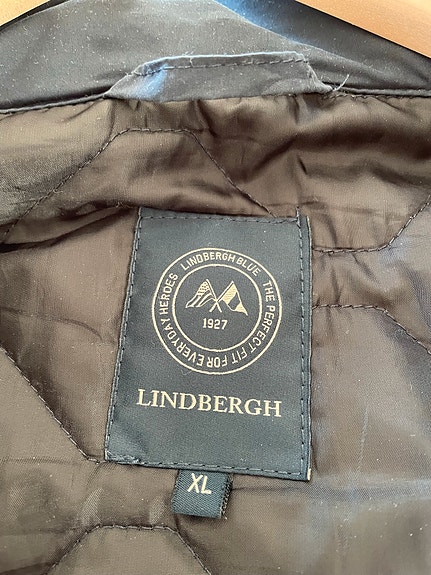 LINDBERGH BLUE
THE PERFECT FIT FOR EVERYDAY HEROES
1927
LINDBERGH
XL